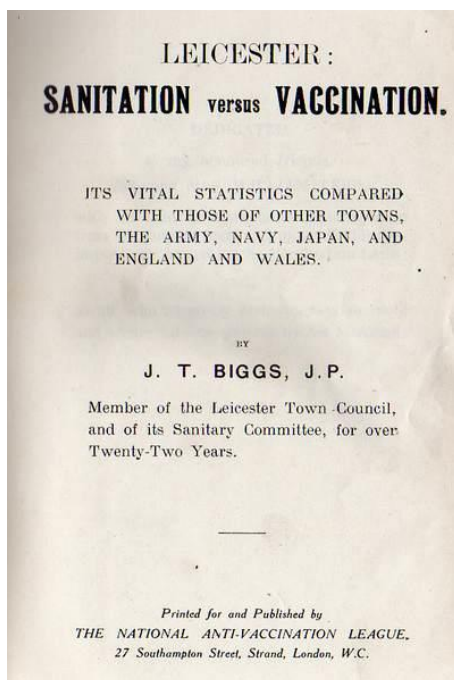 LEICESTER:
SANITATION versus VACCINATION.
ITS VITAL STATISTICS COMPARED
WITH THOSE OF OTHER TOWNS,
THE ARMY, NAVY, JAPAN, AND
ENGLAND AND WALES.
BY
J. T. BIGGS, J.P.
Member of the Leicester Town Council,
and of its Sanitary Committee, for over
Twenty-Two Years.
Printed for and Published by
THE NATIONAL ANTI-VACCINATION LEAGUE,
27 Southampton Street, Strand, London, W.C.